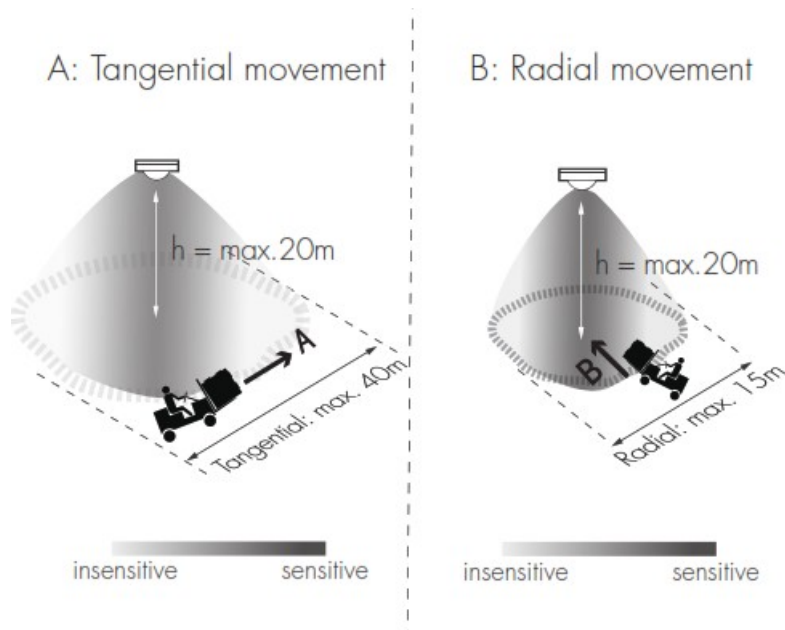 A: Tangential movement
h = max.20m
A
Tangential: max. 40m
insensitive
sensitive
B: Radial movement
h = max.20m
B
Radial: max. 15m
insensitive
sensitive